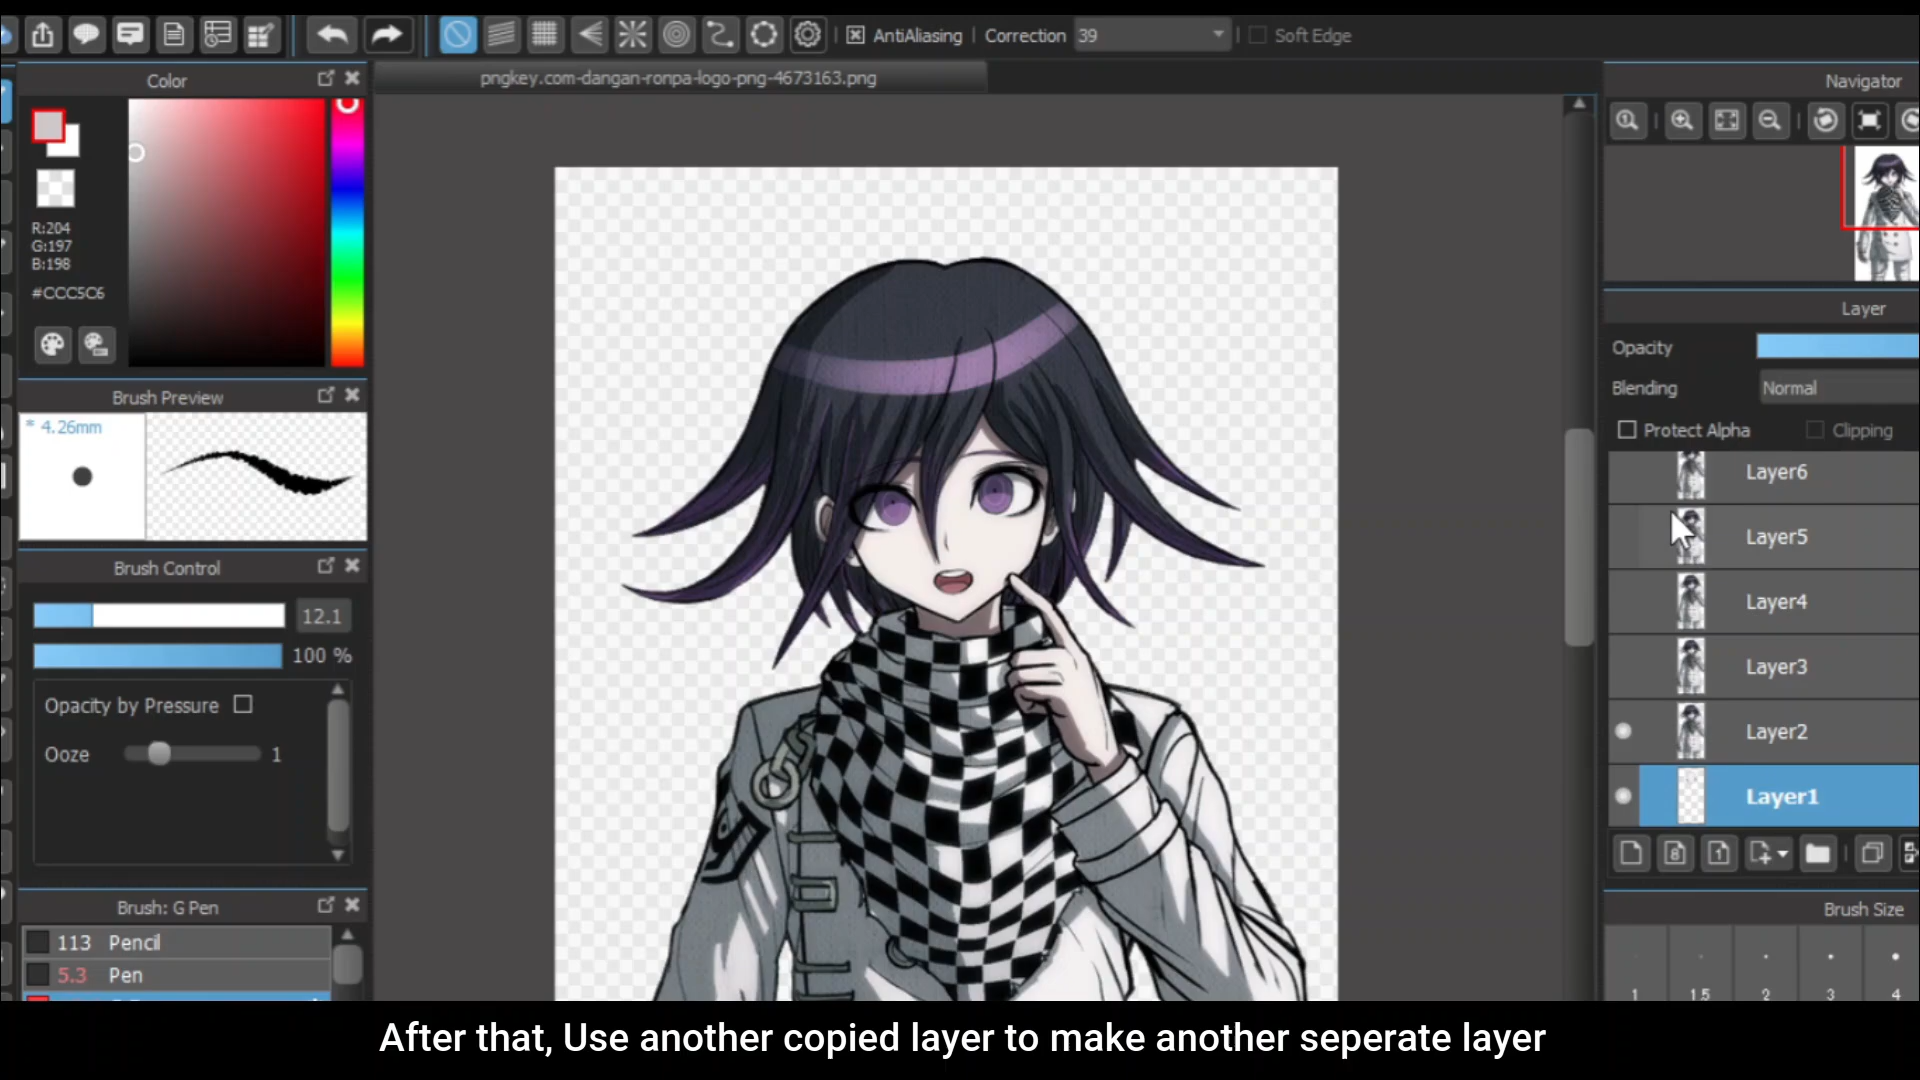 AntiAliasing
Correction 39
Soft Edge
Color
pngkey.com-dangan-ronpa-logo-png-4673163.png
Navigator
R:204
G:197
B:198
#CCC5C6
Layer
Opacity
Blending Normal
Protect Alpha
Clipping
Brush Preview
* 4.26mm
Layer6
Layer5
Layer4
Layer3
Layer2
Layer1
Brush Control
12.1
100 %
Opacity by Pressure
Ooze 1
Brush: G Pen
113 Pencil
5.3 Pen
Brush Size
1 1.5 2 3 4
After that, Use another copied layer to make another seperate layer